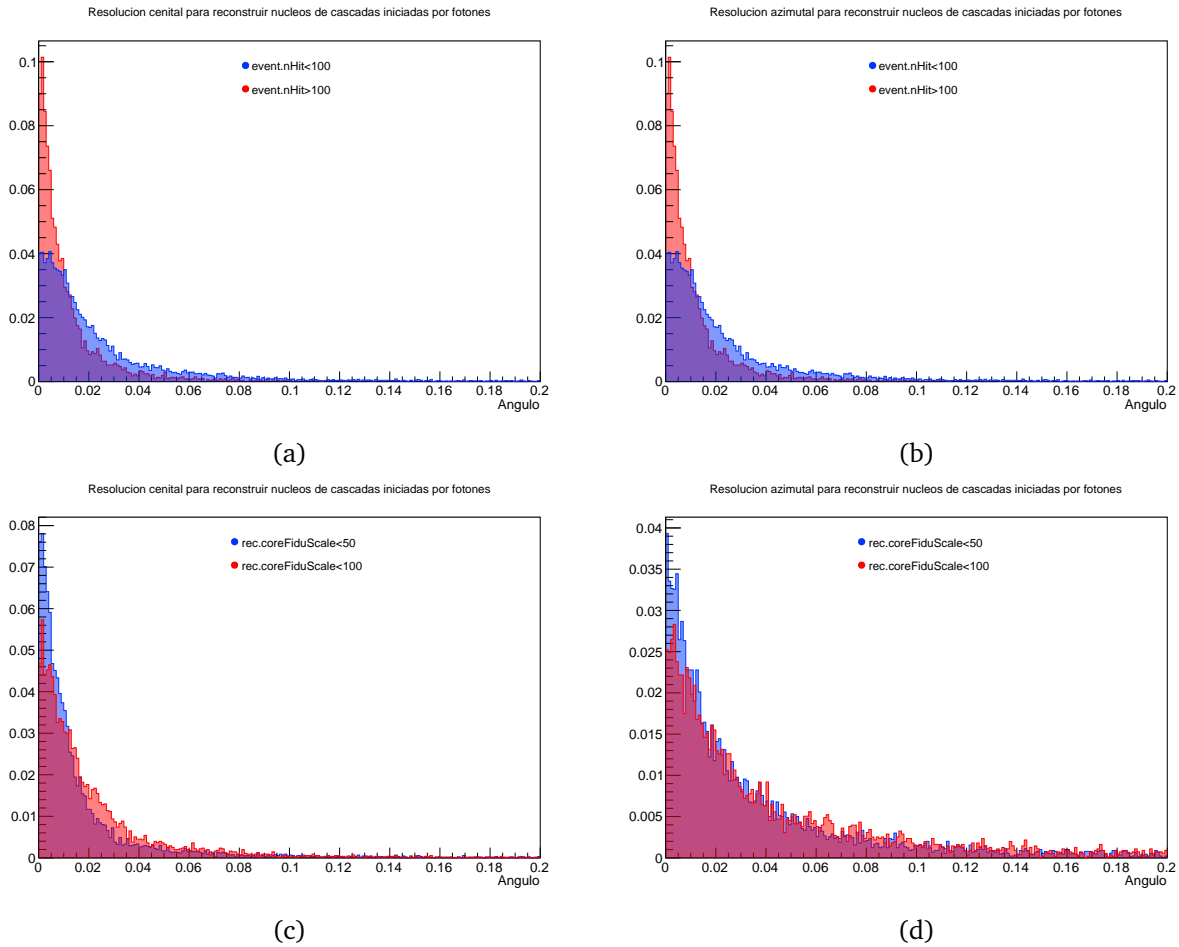 Resolucion cenital para reconstruir nucleos de cascadas iniciadas por fotones
event.nHit<100
event.nHit>100
0.1
0.08
0.06
0.04
0.02
0
0 0.02 0.04 0.06 0.08 0.1 0.12 0.14 0.16 0.18 0.2
Angulo
(a)
Resolucion azimutal para reconstruir nucleos de cascadas iniciadas por fotones
event.nHit<100
event.nHit>100
0.1
0.08
0.06
0.04
0.02
0
0 0.02 0.04 0.06 0.08 0.1 0.12 0.14 0.16 0.18 0.2
Angulo
(b)
Resolucion cenital para reconstruir nucleos de cascadas iniciadas por fotones
rec.coreFiduScale<50
rec.coreFiduScale<100
0.08
0.07
0.06
0.05
0.04
0.03
0.02
0.01
0
0 0.02 0.04 0.06 0.08 0.1 0.12 0.14 0.16 0.18 0.2
Angulo
(c)
Resolucion azimutal para reconstruir nucleos de cascadas iniciadas por fotones
rec.coreFiduScale<50
rec.coreFiduScale<100
0.04
0.035
0.03
0.025
0.02
0.015
0.01
0.005
0
0 0.02 0.04 0.06 0.08 0.1 0.12 0.14 0.16 0.18 0.2
Angulo
(d)